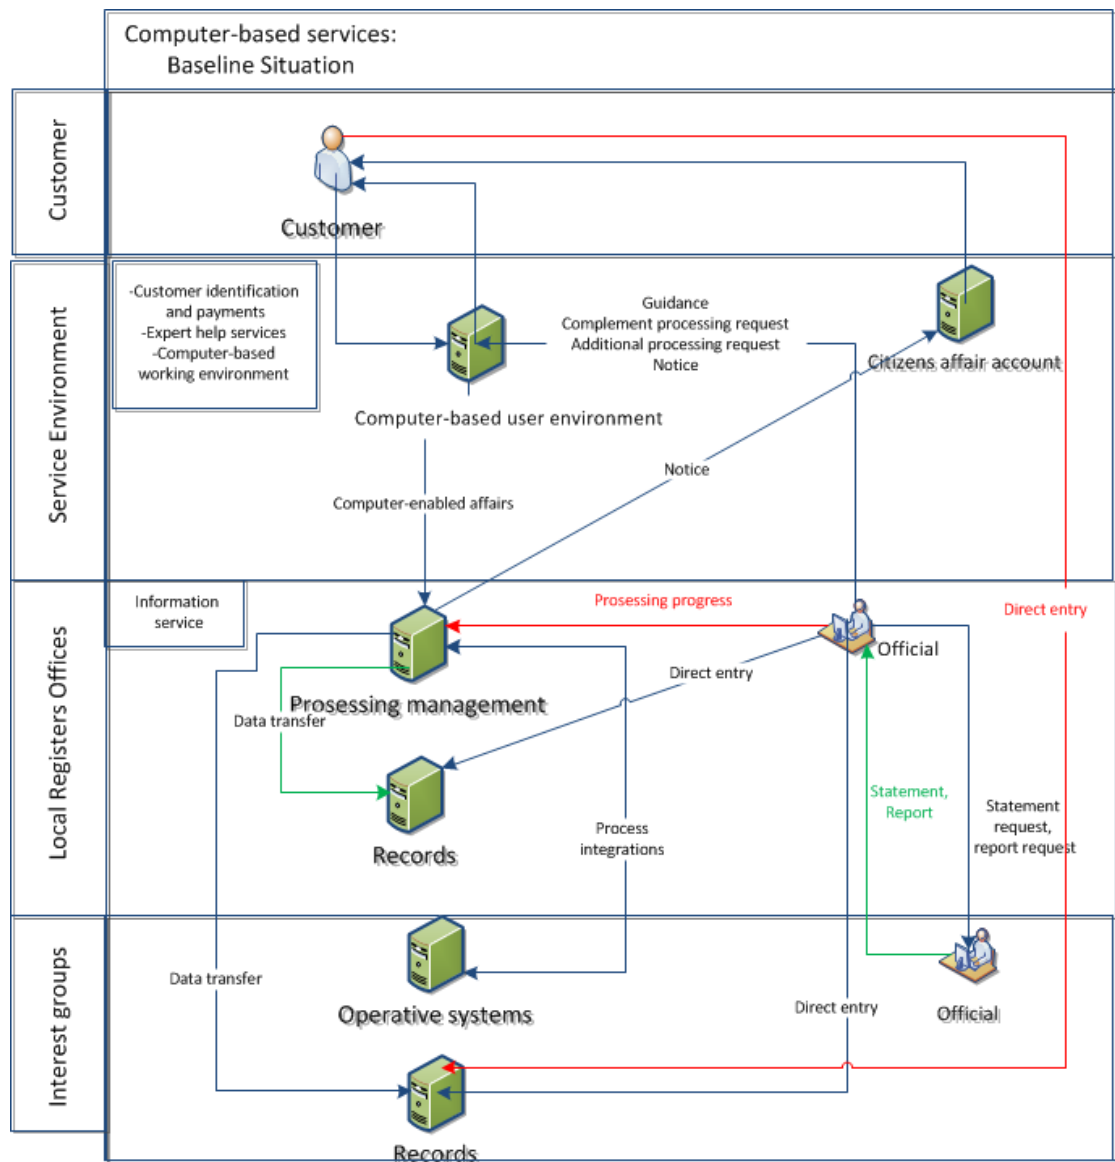 Computer-based services:
Baseline Situation
Customer
Customer
Service Environment
-Customer identification
and payments
-Expert help services
-Computer-based
working environment
Guidance
Complement processing request
Additional processing request
Notice
Citizens affair account
Computer-based user environment
Notice
Computer-enabled affairs
Local Registers Offices
Information
service
Prosessing progress
Direct entry
Official
Direct entry
Prosessing management
Data transfer
Statement,
Report
Statement
request,
report request
Process
integrations
Records
Interest groups
Data transfer
Operative systems
Direct entry
Official
Records